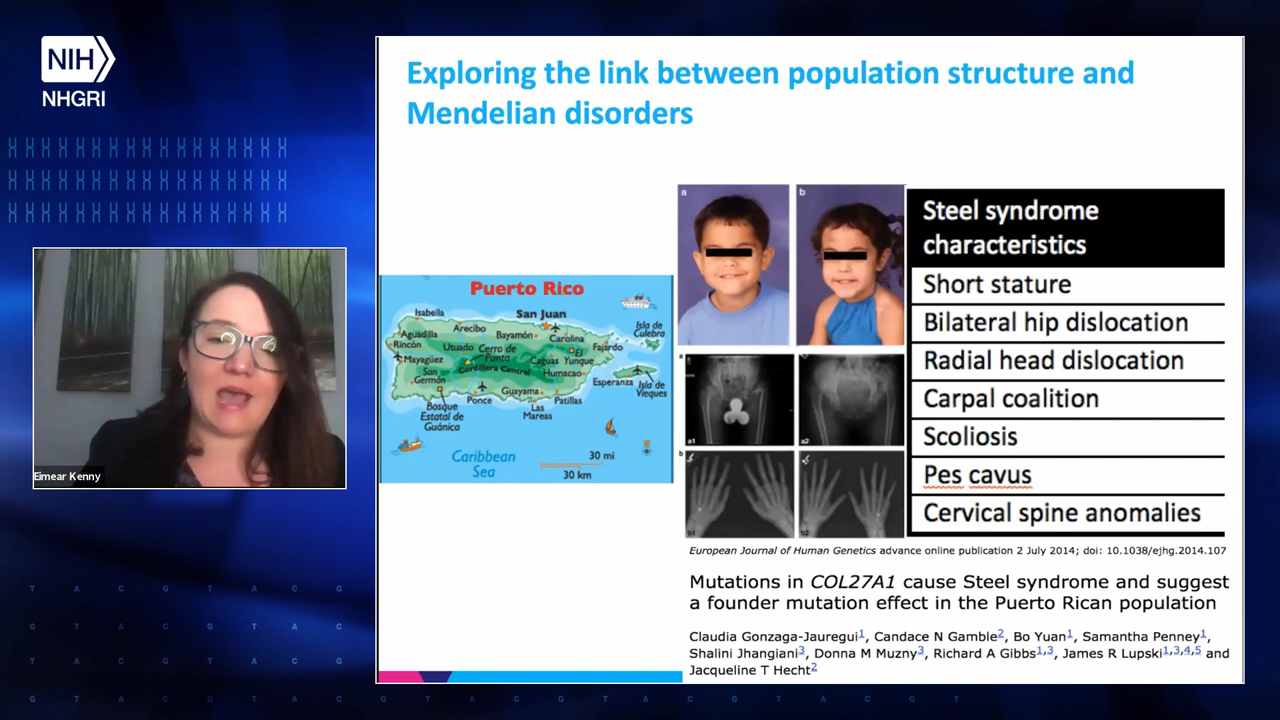 NIH
NHGRI
Exploring the link between population structure and
Mendelian disorders
Eimear Kenny
Puerto Rico
Isabella
San Juan
Isla de
Culebra
Aguadilla
Arecibo
Bayamón
Carolina
Rincón
Utuado
Cerro de
Punta
El
Yunque
Fajardo
Mayagüez
Caguas
San
Germán
Cordillera Central
Humacao
Esperanza
Isla de
Vieques
Bosque
Estatal de
Guánica
Ponce
Guayama
Patillas
Las
Mareas
Caribbean
Sea
30 mi
30 km
a
b
a1
a2
b
b1
b2
Steel syndrome
characteristics
Short stature
Bilateral hip dislocation
Radial head dislocation
Carpal coalition
Scoliosis
Pes cavus
Cervical spine anomalies
European Journal of Human Genetics advance online publication 2 July 2014; doi: 10.1038/ejhg.2014.107
Mutations in COL27A1 cause Steel syndrome and suggest
a founder mutation effect in the Puerto Rican population
Claudia Gonzaga-Jauregui1, Candace N Gamble2, Bo Yuan1, Samantha Penney1,
Shalini Jhangiani3, Donna M Muzny3, Richard A Gibbs1,3, James R Lupski1,3,4,5 and
Jacqueline T Hecht2
T A C G T A C G
G T A C G T A C
T A C G T A C G
G T A C G T A C G T A C G T A C G T A C G T